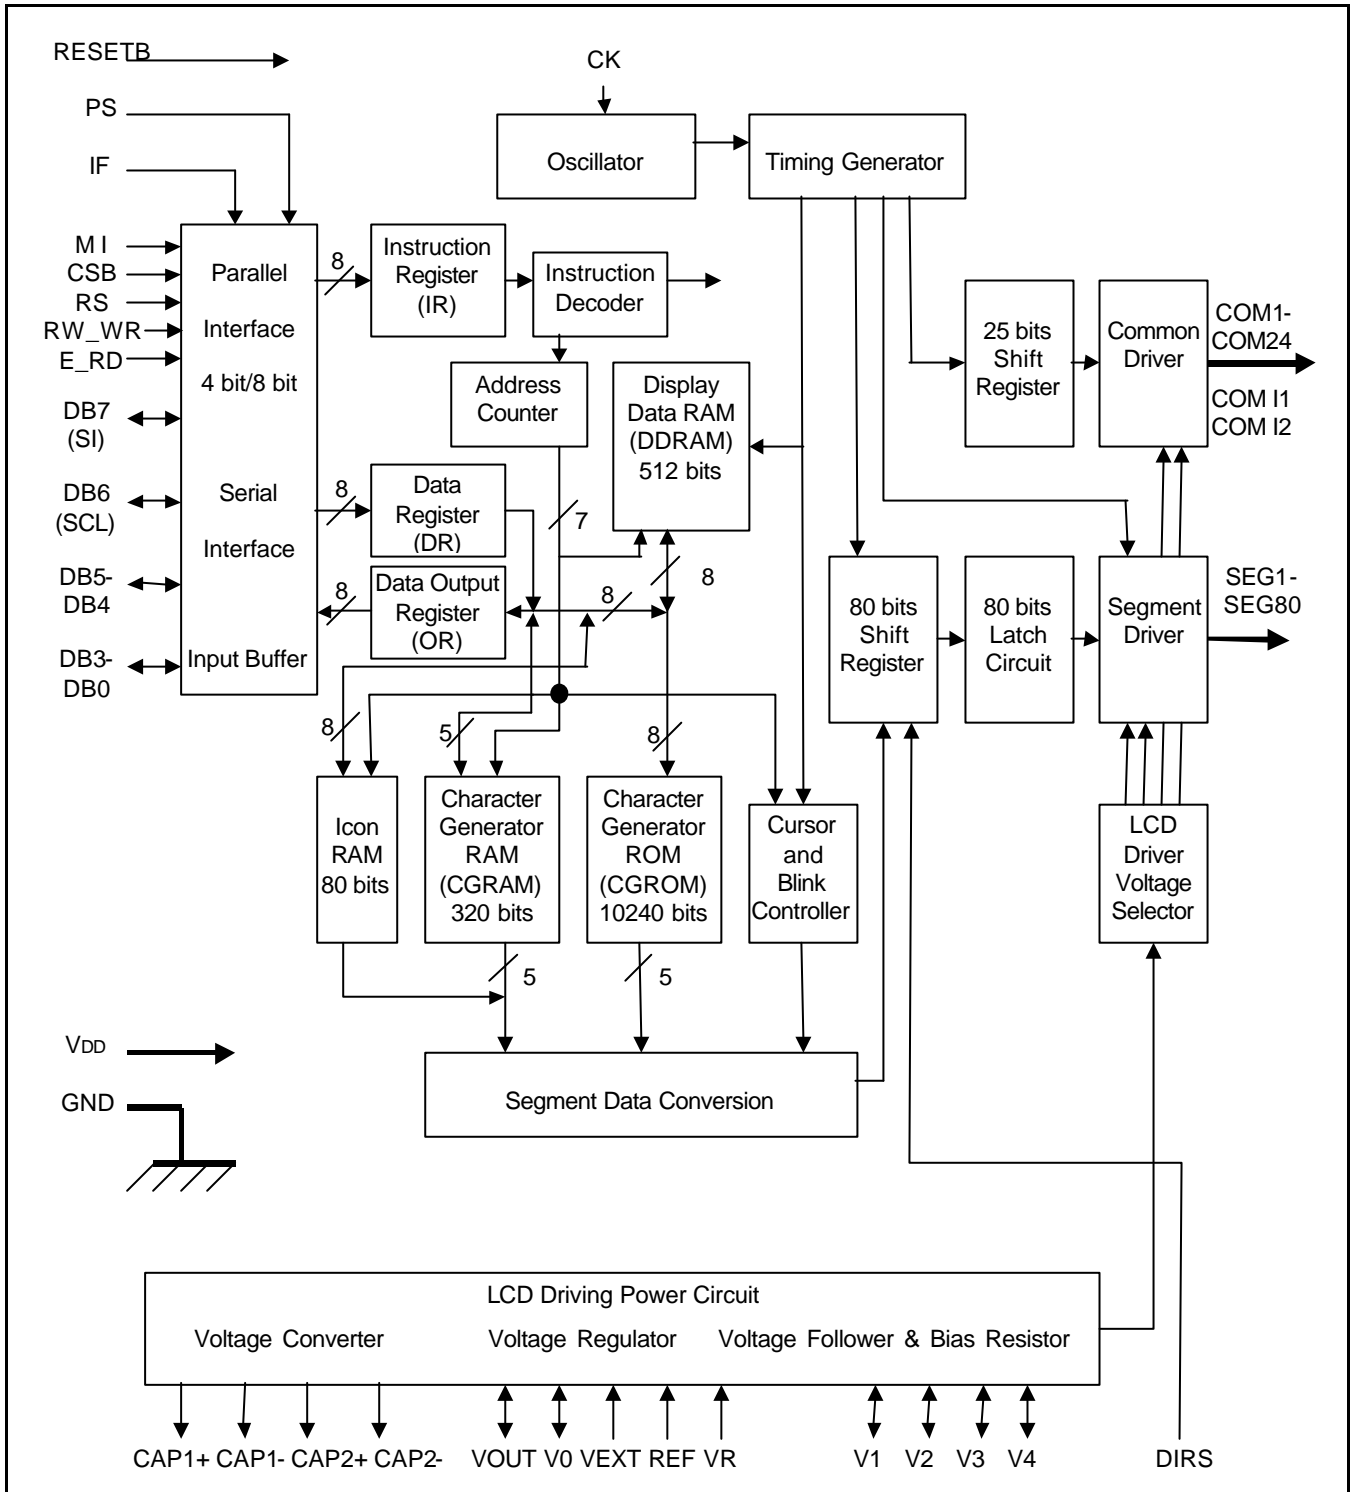 RESETB
PS
IF
MI
CSB
RS
RW_WR
E_RD
DB7
(SI)
DB6
(SCL)
DB5-
DB4
DB3-
DB0
Parallel
Interface
4 bit/8 bit
Serial
Interface
Input Buffer
CK
Oscillator
Timing Generator
8
Instruction
Register
(IR)
Instruction
Decoder
Address
Counter
Display
Data RAM
(DDRAM)
512 bits
25 bits
Shift
Register
Common
Driver
COM1-
COM24
COM I1
COM I2
8
Data
Register
(DR)
7
8
Data Output
Register
(OR)
8
8
80 bits
Shift
Register
80 bits
Latch
Circuit
Segment
Driver
SEG1-
SEG80
8
5
8
Icon
RAM
80 bits
Character
Generator
RAM
(CGRAM)
320 bits
Character
Generator
ROM
(CGROM)
10240 bits
Cursor
and
Blink
Controller
LCD
Driver
Voltage
Selector
5
5
VDD
GND
Segment Data Conversion
LCD Driving Power Circuit
Voltage Converter
Voltage Regulator
Voltage Follower & Bias Resistor
CAP1+ CAP1- CAP2+ CAP2-
VOUT V0 VEXT REF VR
V1 V2 V3 V4
DIRS